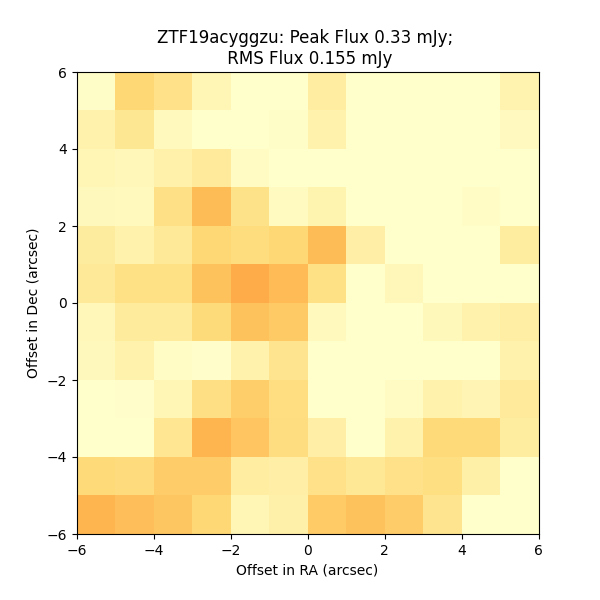 ZTF19acyggzu: Peak Flux 0.33 mJy;
RMS Flux 0.155 mJy
6
4
2
0
−2
−4
−6
Offset in Dec (arcsec)
−6 −4 −2 0 2 4 6
Offset in RA (arcsec)